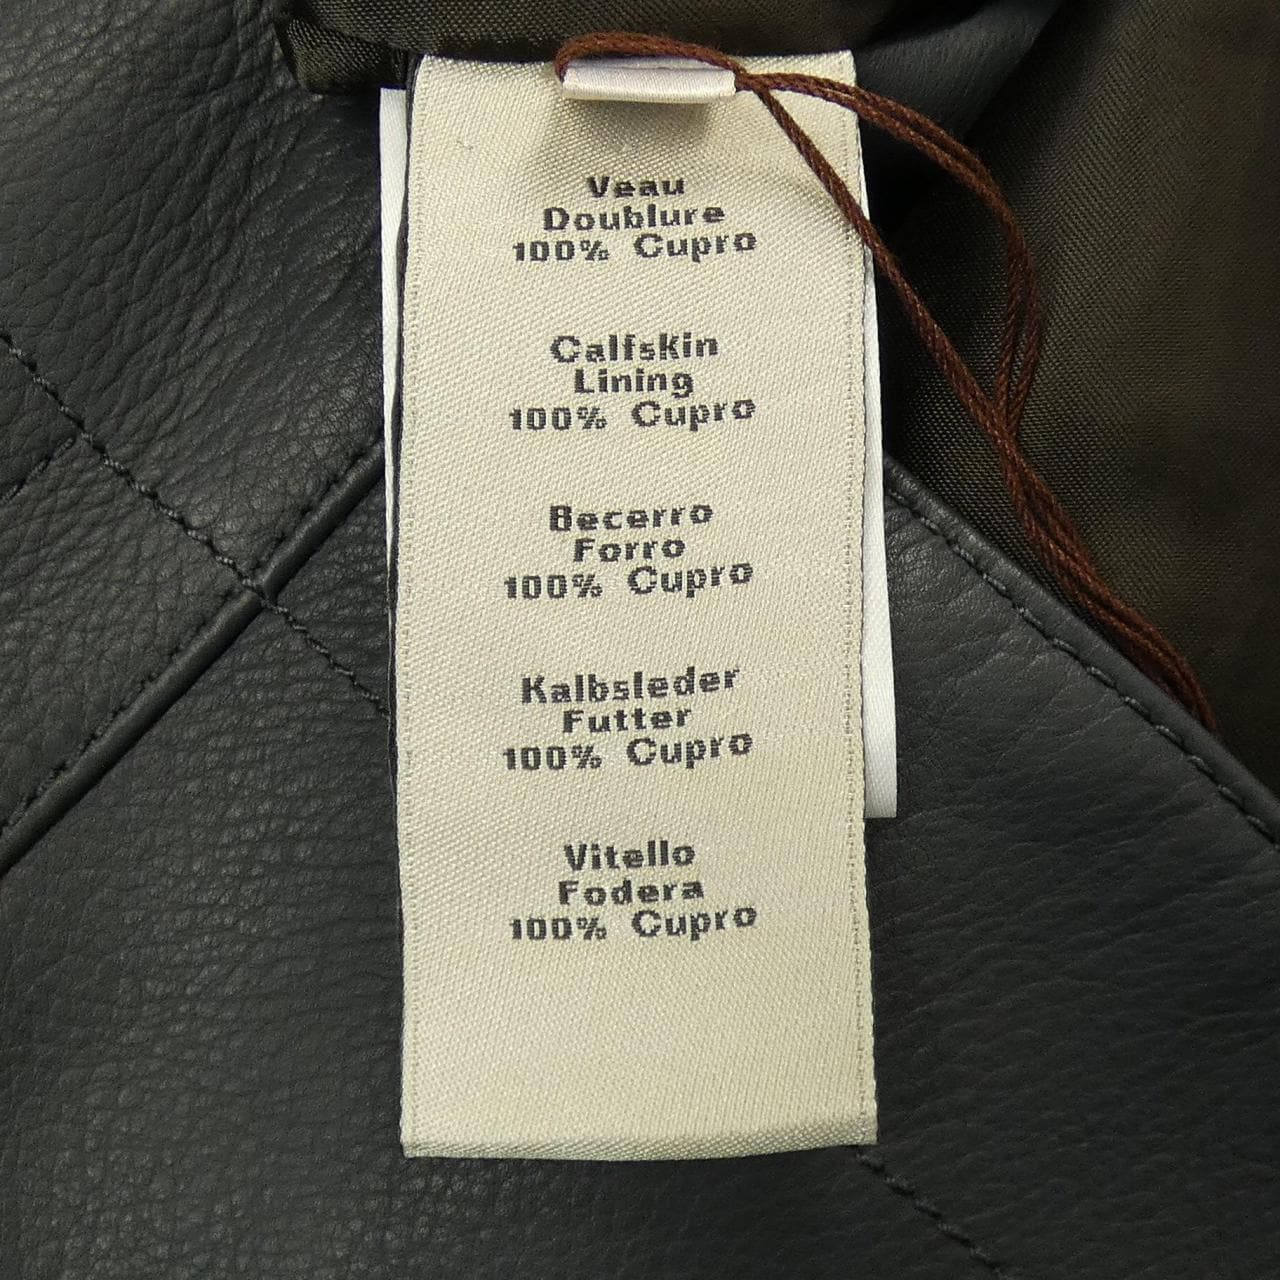 Veau
Doublure
100% Cupro
Calfskin
Lining
100% Cupro
Becerro
Forro
100% Cupro
Kalbsleder
Futter
100% Cupro
Vitello
Fodera
100% Cupro